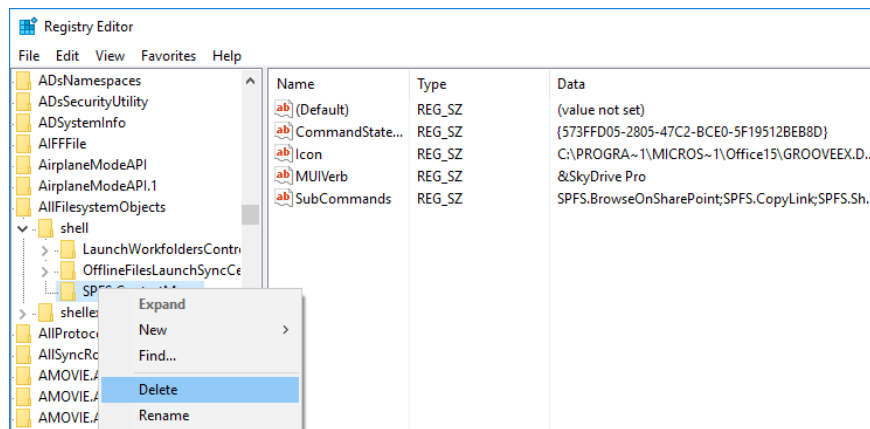 Registry Editor
File Edit View Favorites Help
ADsNamespaces
ADsSecurityUtility
ADSystemInfo
AIFFFile
AirplaneModeAPI
AirplaneModeAPI.1
AllFilesystemObjects
shell
LaunchWorkfoldersContr
OfflineFilesLaunchSyncCe
shelle
AllProtoc
AllSyncRo
AMOVIE.A
AMOVIE.A
AMOVIE.A
Expand
New
Find...
Delete
Rename
Name Type Data
(Default) REG_SZ (value not set)
CommandState... REG_SZ {573FFD05-2805-47C2-BCE0-5F19512BEB8D}
Icon REG_SZ C:\PROGRA~1\MICROS~1\Office15\GROOVEEX.D...
MUIVerb REG_SZ &SkyDrive Pro
SubCommands REG_SZ SPFS.BrowseOnSharePoint;SPFS.CopyLink;SPFS.Sh...